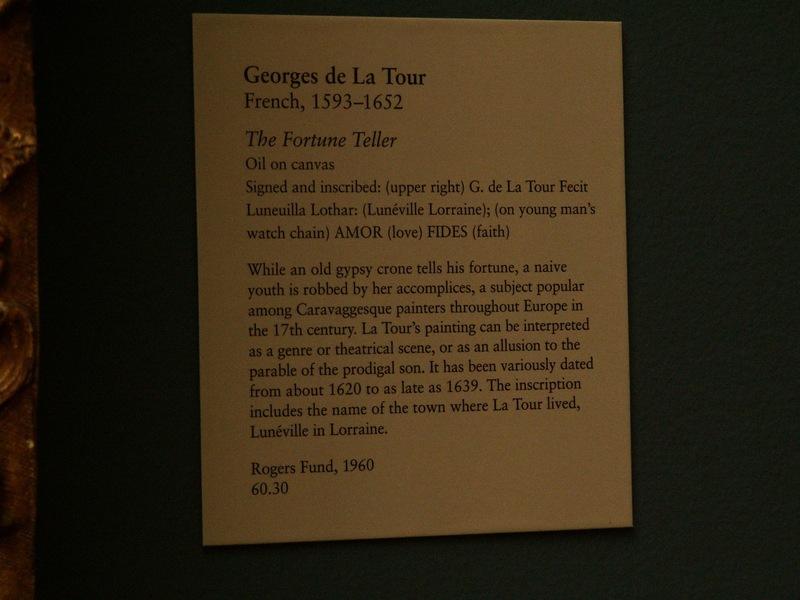 Georges de La Tour
French, 1593–1652
The Fortune Teller
Oil on canvas
Signed and inscribed: (upper right) G. de La Tour Fecit
Luneuilla Lothar: (Lunéville Lorraine); (on young man's
watch chain) AMOR (love) FIDES (faith)
While an old gypsy crone tells his fortune, a naive
youth is robbed by her accomplices, a subject popular
among Caravaggesque painters throughout Europe in
the 17th century. La Tour's painting can be interpreted
as a genre or theatrical scene, or as an allusion to the
parable of the prodigal son. It has been variously dated
from about 1620 to as late as 1639. The inscription
includes the name of the town where La Tour lived,
Lunéville in Lorraine.
Rogers Fund, 1960
60.30